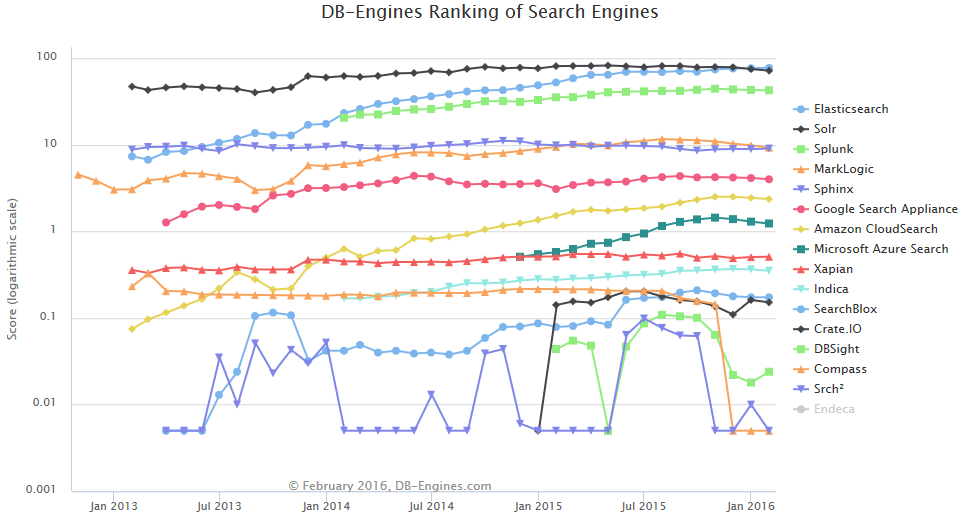 DB-Engines Ranking of Search Engines
100
10
1
0.1
0.01
0.001
Score (logarithmic scale)
Jan 2013
Jul 2013
Jan 2014
Jul 2014
Jan 2015
Jul 2015
Jan 2016
© February 2016, DB-Engines.com
Elasticsearch
Solr
Splunk
MarkLogic
Sphinx
Google Search Appliance
Amazon CloudSearch
Microsoft Azure Search
Xapian
Indica
SearchBlox
Crate.IO
DBSight
Compass
Srch²
Endeca